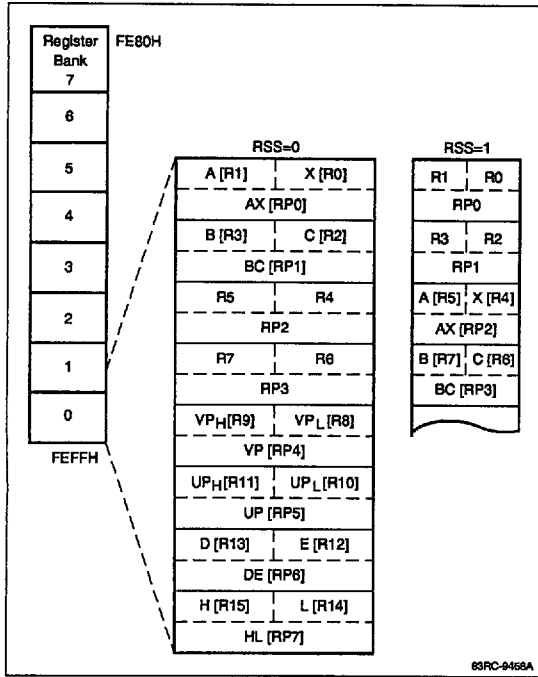 Register Bank 7
FE80H
6
5
4
3
2
1
0
FEFFH
RSS=0
A [R1] X [R0]
AX [RP0]
B [R3] C [R2]
BC [RP1]
R5 R4
RP2
R7 R6
RP3
VPH[R9] VPL[R8]
VP [RP4]
UPH[R11] UPL[R10]
UP [RP5]
D [R13] E [R12]
DE [RP6]
H [R15] L [R14]
HL [RP7]
RSS=1
R1 R0
RP0
R3 R2
RP1
A [R5] X [R4]
AX [RP2]
B [R7] C [R6]
BC [RP3]
83RC-9458A